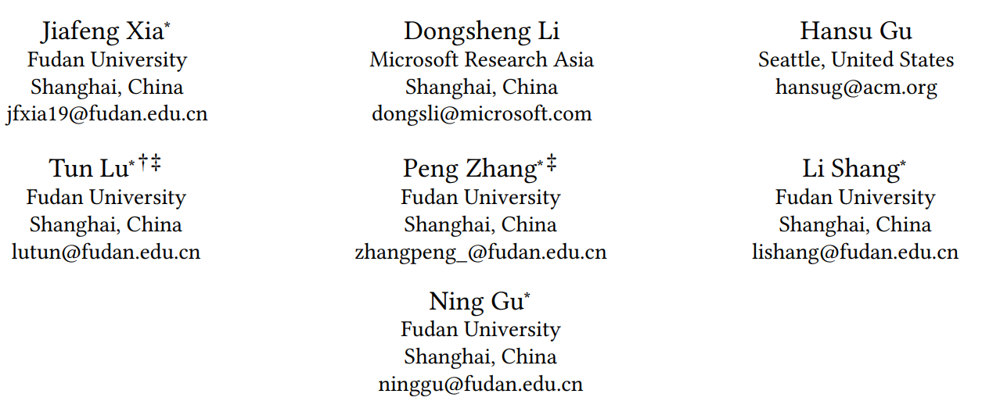 Jiafeng Xia*
Fudan University
Shanghai, China
jfxia19@fudan.edu.cn
Dongsheng Li
Microsoft Research Asia
Shanghai, China
dongsli@microsoft.com
Hansu Gu
Seattle, United States
hansug@acm.org
Tun Lu*†‡
Fudan University
Shanghai, China
lutun@fudan.edu.cn
Peng Zhang*‡
Fudan University
Shanghai, China
zhangpeng_@fudan.edu.cn
Li Shang*
Fudan University
Shanghai, China
lishang@fudan.edu.cn
Ning Gu*
Fudan University
Shanghai, China
ninggu@fudan.edu.cn